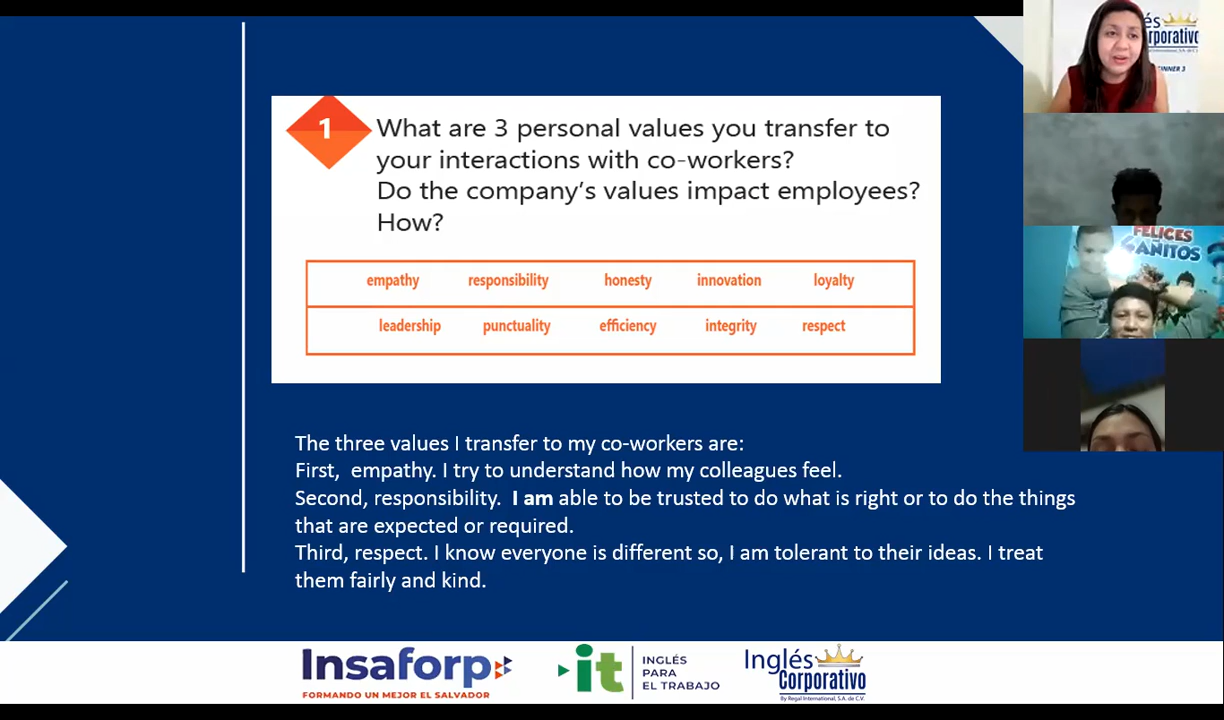 1
What are 3 personal values you transfer to
your interactions with co-workers?
Do the company's values impact employees?
How?
empathy responsibility honesty innovation loyalty
leadership punctuality efficiency integrity respect
The three values I transfer to my co-workers are:
First, empathy. I try to understand how my colleagues feel.
Second, responsibility. I am able to be trusted to do what is right or to do the things
that are expected or required.
Third, respect. I know everyone is different so, I am tolerant to their ideas. I treat
them fairly and kind.
Insaforp
FORMANDO UN MEJOR EL SALVADOR
it
INGLÉS
PARA
EL TRABAJO
Inglés
Corporativo
By Regal International, S.A. de C.V.
FELICES